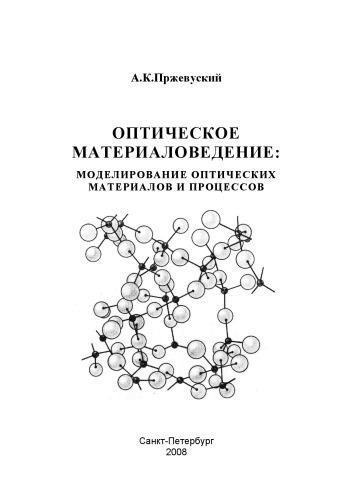 А.К.Пржевуский
ОПТИЧЕСКОЕ
МАТЕРИАЛОВЕДЕНИЕ:
МОДЕЛИРОВАНИЕ ОПТИЧЕСКИХ
МАТЕРИАЛОВ И ПРОЦЕССОВ
Санкт-Петербург
2008